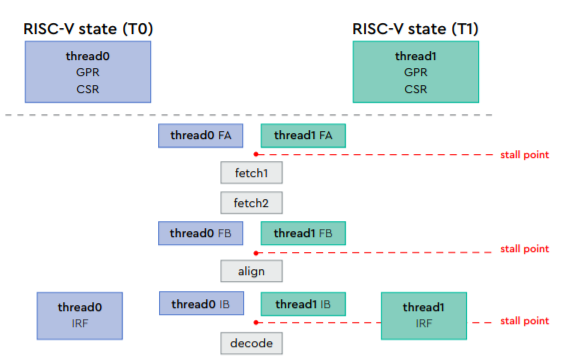 RISC-V state (T0)
RISC-V state (T1)
thread0
GPR
CSR
thread1
GPR
CSR
thread0 FA
thread1 FA
stall point
fetch1
fetch2
thread0 FB
thread1 FB
stall point
align
thread0
IRF
thread0 IB
thread1 IB
thread1
IRF
stall point
decode